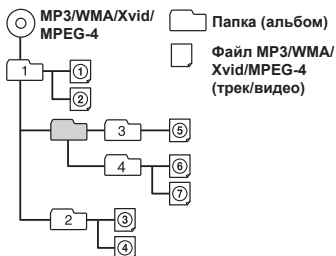 MP3/WMA/Xvid/
MPEG-4
Папка (альбом)
Файл MP3/WMA/
Xvid/MPEG-4
(трек/видео)
1
①
②
3
⑤
4
⑥
⑦
2
③
④